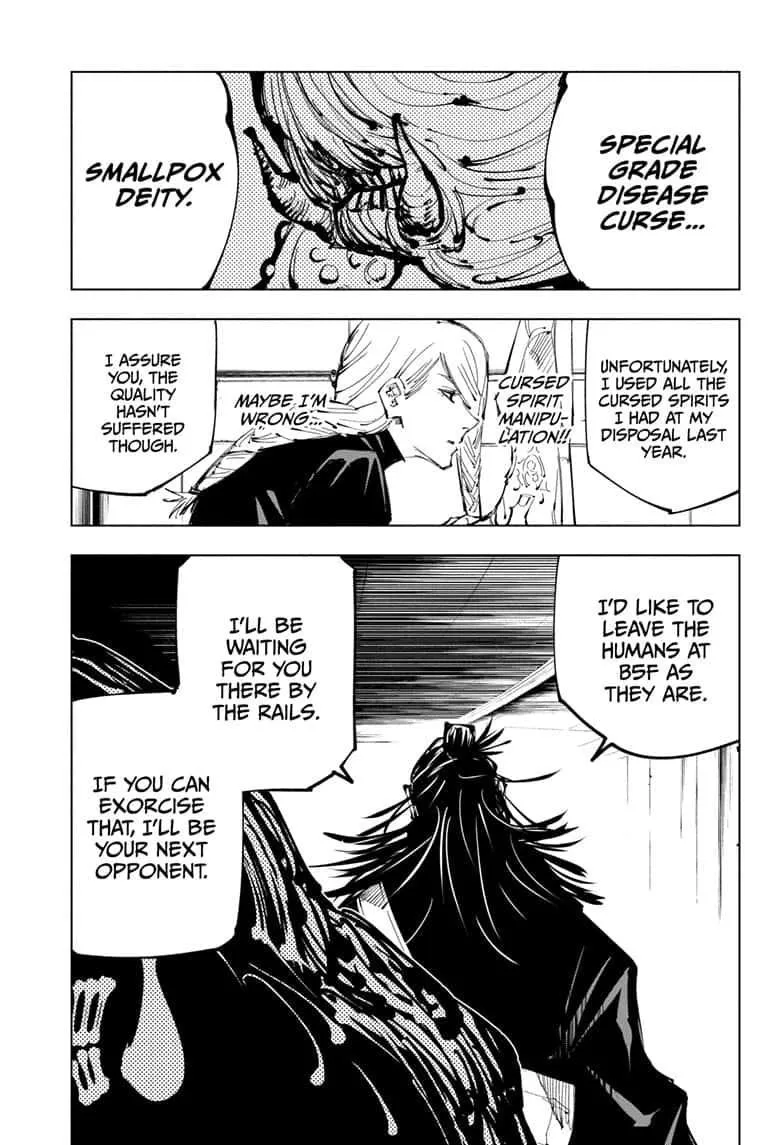 SPECIAL
GRADE
DISEASE
CURSE...
SMALLPOX
DEITY.
UNFORTUNATELY,
I USED ALL THE
CURSED SPIRITS
I HAD AT MY
DISPOSAL LAST
YEAR.
CURSED
SPIRIT
MANIPU-
LATION!!
MAYBE I'M
WRONG...
I ASSURE
YOU, THE
QUALITY
HASN'T
SUFFERED
THOUGH.
I'D LIKE TO
LEAVE THE
HUMANS AT
B5F AS
THEY ARE.
I'LL BE
WAITING
FOR YOU
THERE BY
THE RAILS.
IF YOU CAN
EXORCISE
THAT, I'LL BE
YOUR NEXT
OPPONENT.